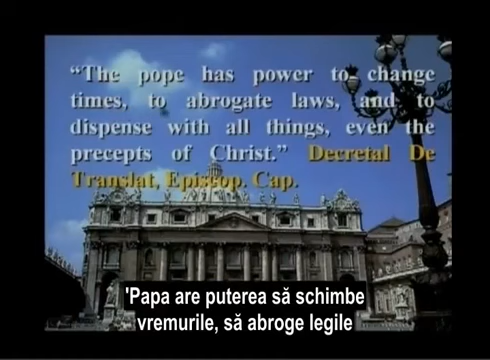 “The pope has power to change
times, to abrogate laws, and to
dispense with all things, even the
precepts of Christ.” Decretal De
Translat, Episcop. Cap.
'Papa are puterea să schimbe
vremurile, să abroge legile